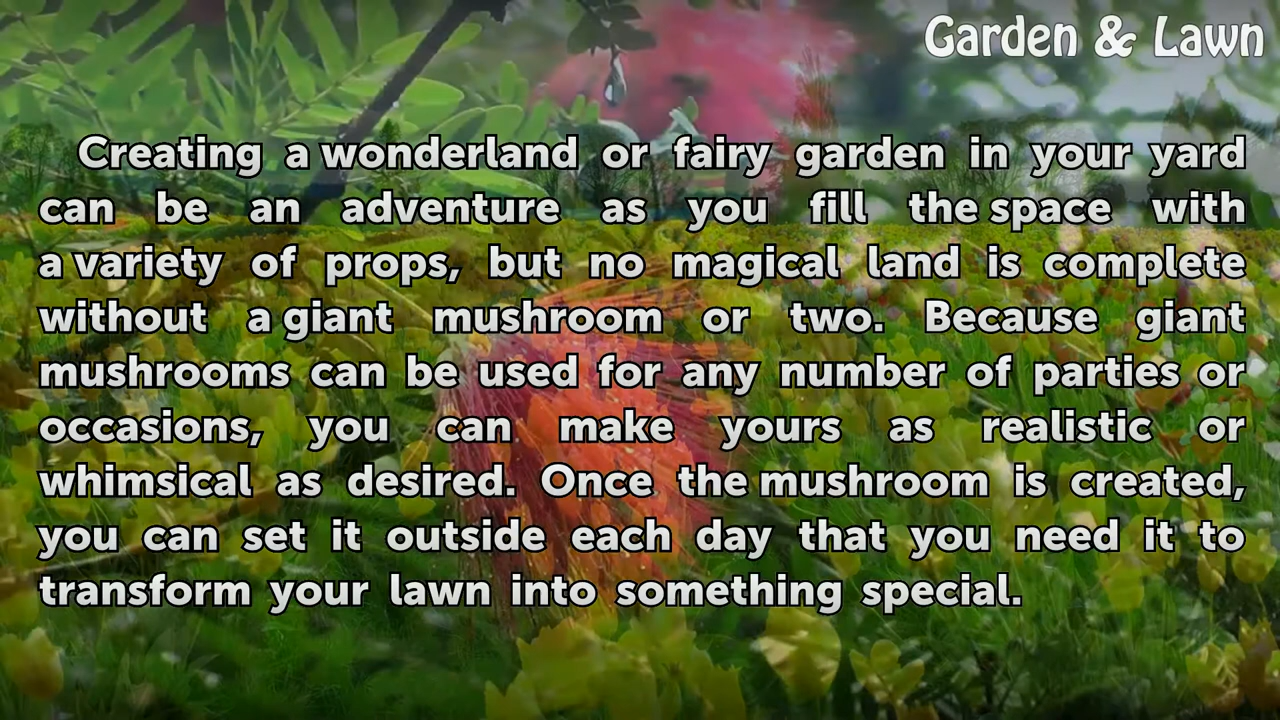 Garden & Lawn
Creating a wonderland or fairy garden in your yard
can be an adventure as you fill the space with
a variety of props, but no magical land is complete
without a giant mushroom or two. Because giant
mushrooms can be used for any number of parties or
occasions, you can make yours as realistic or
whimsical as desired. Once the mushroom is created,
you can set it outside each day that you need it to
transform your lawn into something special.